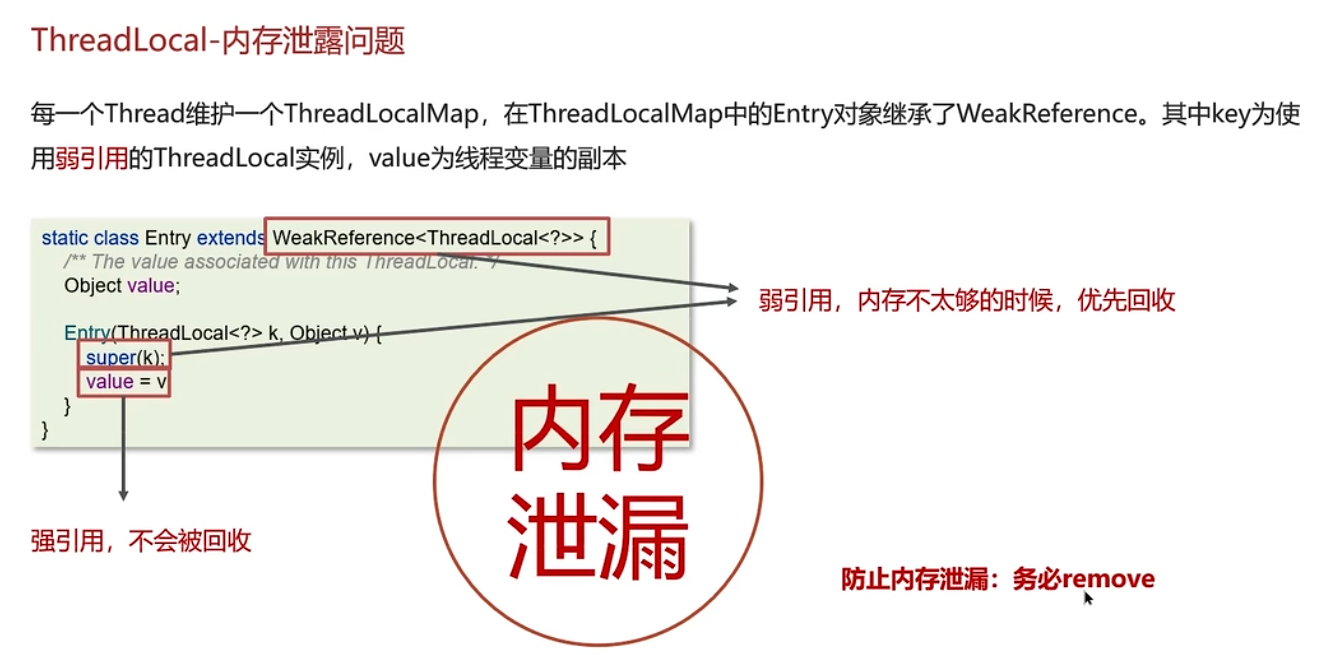 ThreadLocal-内存泄露问题
每一个Thread维护一个ThreadLocalMap，在ThreadLocalMap中的Entry对象继承了WeakReference。其中key为使
用弱引用的ThreadLocal实例，value为线程变量的副本
static class Entry extends WeakReference<ThreadLocal<?>> {
/** The value associated with this ThreadLocal. */
Object value;
Entry(ThreadLocal<?> k, Object v) {
super(k);
value = v
}
}
弱引用，内存不太够的时候，优先回收
内存
泄漏
强引用，不会被回收
防止内存泄漏：务必remove